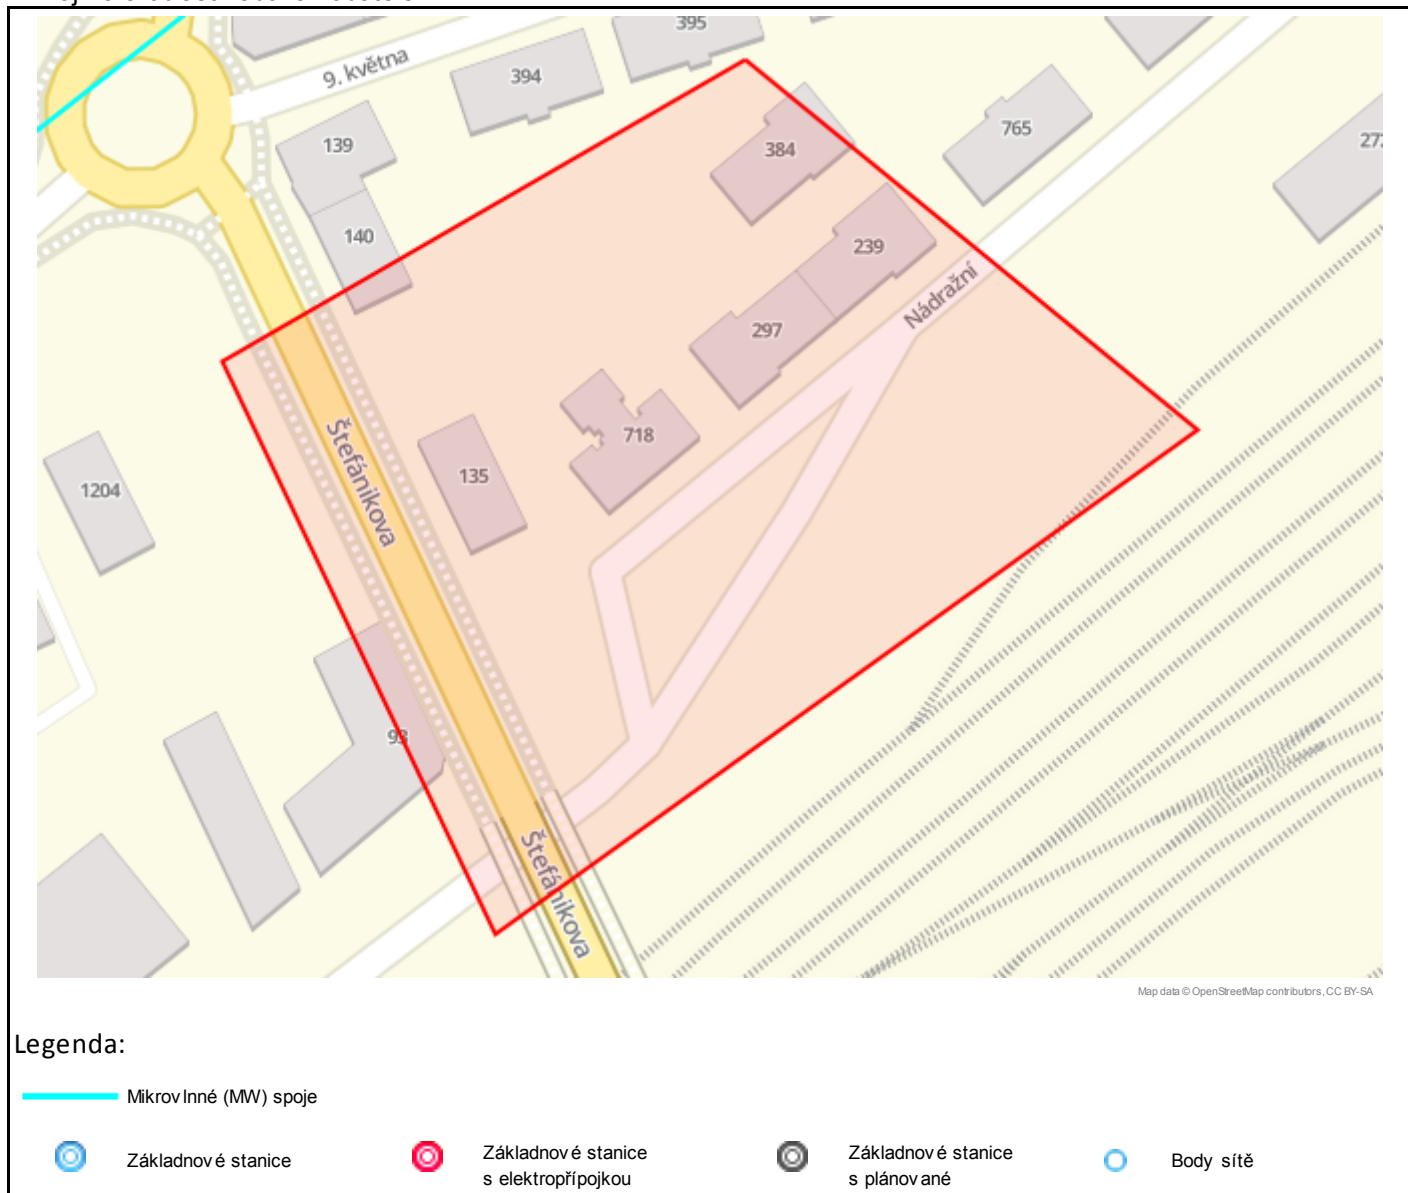 395
9. května
394
139
384
765
273
140
239
Nádražní
297
Štefánikova
718
135
1204
93
Štefánikova
Map data © OpenStreetMap contributors, CC BY-SA
Legenda:
Mikrovlnné (MW) spoje
Základnové stanice
Základnové stanice
s elektropřípojkou
Základnové stanice
s plánované
Body sítě